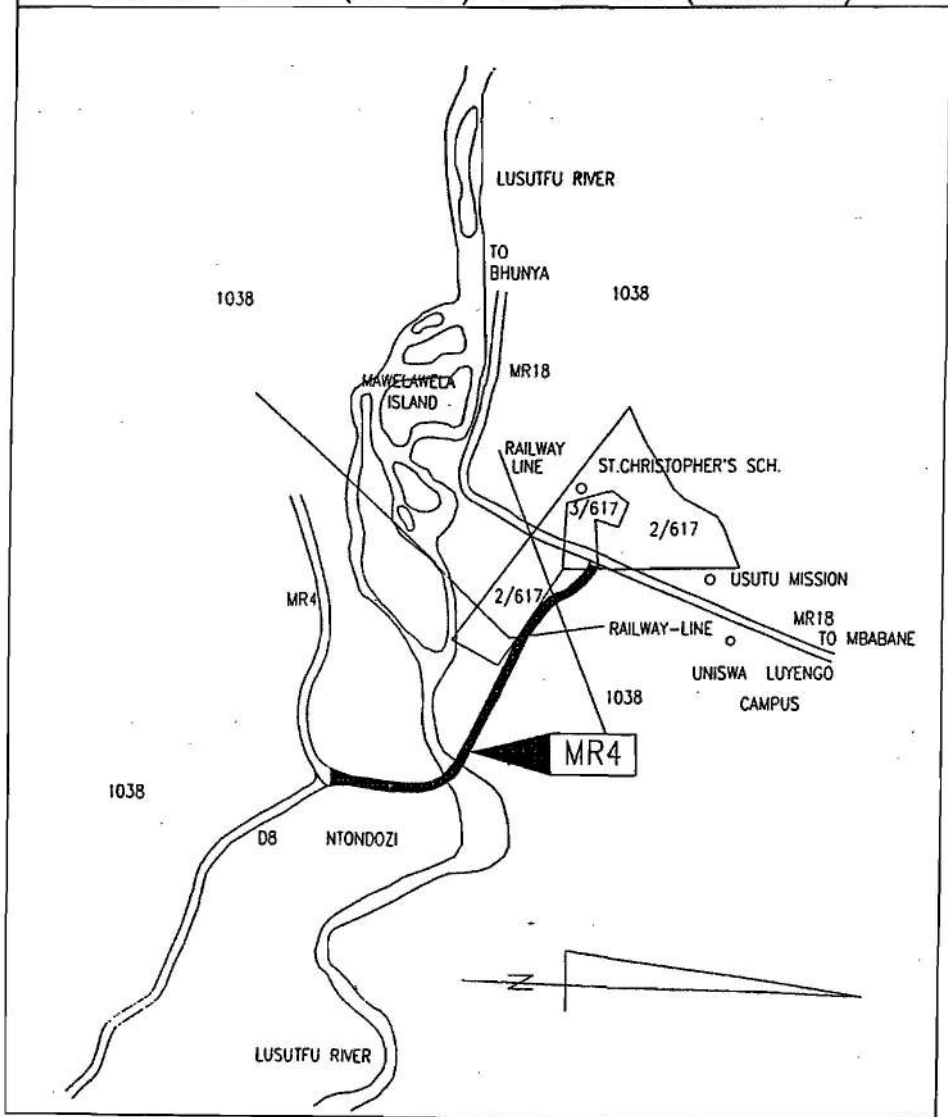 LUSUTFU RIVER
TO
BHUNYA
1038
1038
MR18
MAWELAWELA
ISLAND
RAILWAY
LINE
ST.CHRISTOPHER'S SCH.
3/617
2/617
USUTU MISSION
2/617
MR4
RAILWAY-LINE
MR18
TO MBABANE
UNISWA LUYENGO
CAMPUS
1038
MR4
1038
D8
NTONDOZI
N
LUSUTFU RIVER